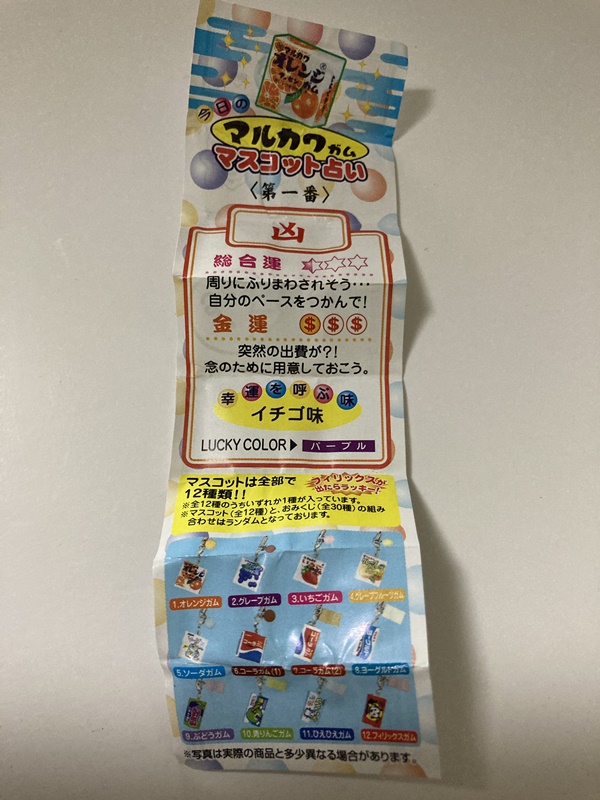 マルカワ
オレンジ
ガム
今日の
マルカワガム
マスコット占い
〈第一番〉
凶
総合運
周りにふりまわされそう…
自分のペースをつかんで!
金運 $$$
突然の出費が?!
念のために用意しておこう。
幸運を呼ぶ味
イチゴ味
LUCKY COLOR▶ パープル
マスコットは全部で
12種類!!
フィリックスが
出たらラッキー!
※全12種のうちいずれか1種が入っています。
※マスコット(全12種)と、おみくじ(全30種)の組み
合わせはランダムとなっております。
1.オレンジガム 2.グレープガム 3.いちごガム 4.グレープフルーツガム
5.ソーダガム 6.コーラガム(1) 7.コーラガム(2) 8.ヨーグルトガム
9.ぶどうガム 10.青りんごガム 11.ひえひえガム 12.フィリックスガム
※写真は実際の商品と多少異なる場合があります。